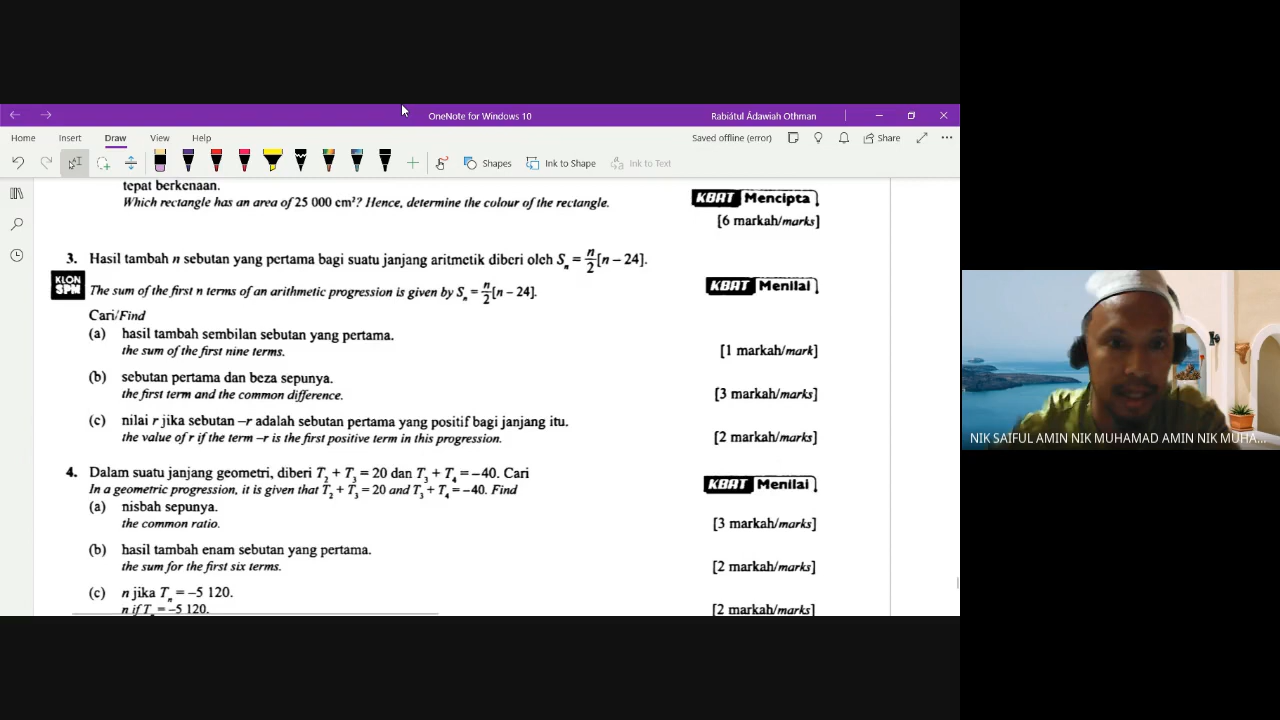 OneNote for Windows 10
Rabiátul Ádawiah Othman
Home Insert Draw View Help
Saved offline (error)
Share
Shapes
Ink to Shape
Ink to Text
tepat berkenaan.
Which rectangle has an area of 25 000 cm²? Hence, determine the colour of the rectangle.
KBAT Mencipta
[6 markah/marks]
3. Hasil tambah n sebutan yang pertama bagi suatu janjang aritmetik diberi oleh Sₙ = n/2[n – 24].
KLON SPM
The sum of the first n terms of an arithmetic progression is given by Sₙ = n/2[n – 24].
KBAT Menilai
Cari/Find
(a) hasil tambah sembilan sebutan yang pertama.
the sum of the first nine terms.
[1 markah/mark]
(b) sebutan pertama dan beza sepunya.
the first term and the common difference.
[3 markah/marks]
(c) nilai r jika sebutan –r adalah sebutan pertama yang positif bagi janjang itu.
the value of r if the term –r is the first positive term in this progression.
[2 markah/marks]
4. Dalam suatu janjang geometri, diberi T₂ + T₃ = 20 dan T₃ + T₄ = –40. Cari
In a geometric progression, it is given that T₂ + T₃ = 20 and T₃ + T₄ = –40. Find
KBAT Menilai
(a) nisbah sepunya.
the common ratio.
[3 markah/marks]
(b) hasil tambah enam sebutan yang pertama.
the sum for the first six terms.
[2 markah/marks]
(c) n jika Tₙ = –5 120.
n if Tₙ = –5 120.
[2 markah/marks]
NIK SAIFUL AMIN NIK MUHAMAD AMIN NIK MUHA...